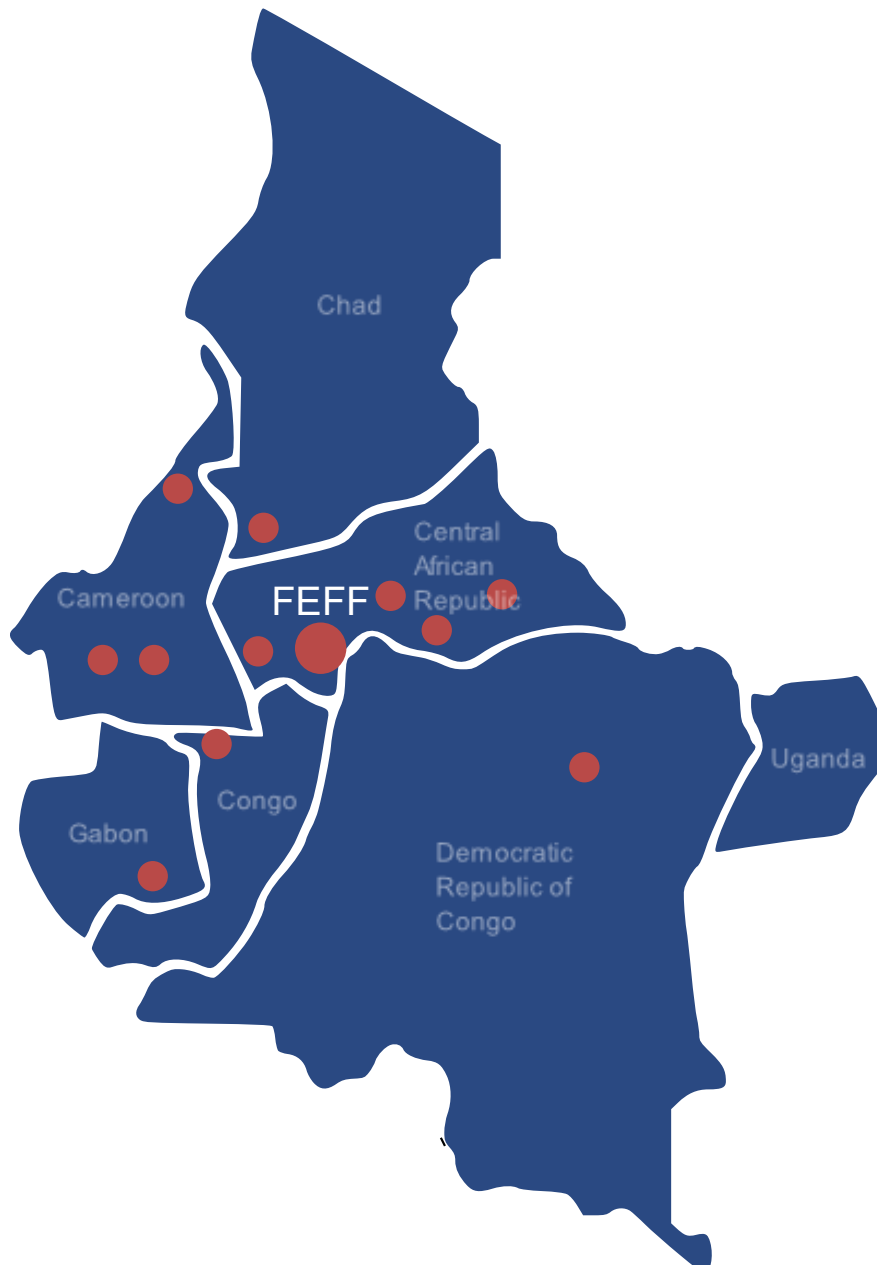 Chad
Central
African
Republic
FEFF
Cameroon
Uganda
Congo
Gabon
Democratic
Republic of
Congo